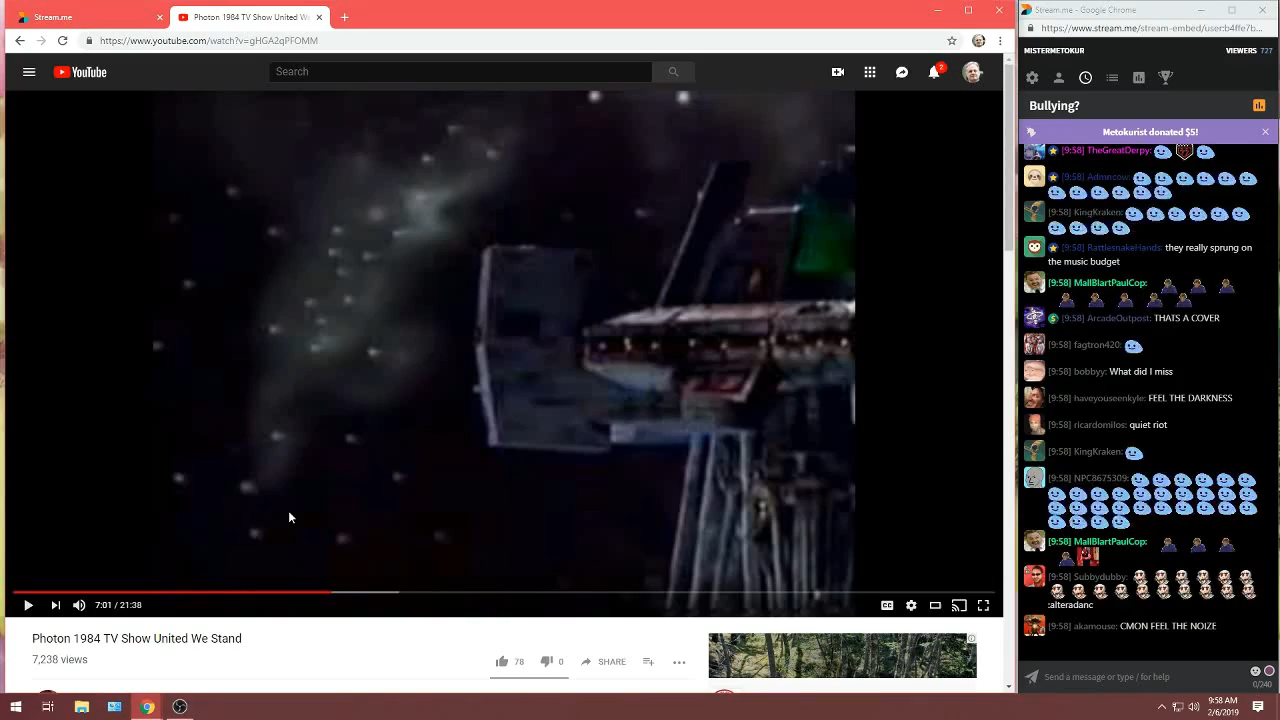 Stream.me
Photon 1984 TV Show United We
https://www.youtube.com/watch?v=gHGA2qPFOMM
YouTube
Search
2
7:01 / 21:38
CC
Photon 1984 TV Show United We Stand
7,238 views
78
0
SHARE
Stream.me - Google Chrome
https://www.stream.me/stream-embed/user:b4ffe7b...
MISTERMETOKUR
VIEWERS 777
Bullying?
Metokurist donated $5!
[9:58] TheGreatDerpy:
[9:58] Admncow:
[9:58] KingKraken:
[9:58] RattlesnakeHands: they really sprung on
the music budget
[9:58] MallBlartPaulCop:
[9:58] ArcadeOutpost: THATS A COVER
[9:58] fagtron420:
[9:58] bobbyy: What did I miss
[9:58] haveyouseenkyle: FEEL THE DARKNESS
[9:58] ricardomilos: quiet riot
[9:58] KingKraken:
[9:58] NPC8675309:
[9:58] MallBlartPaulCop:
[9:58] Subbydubby:
:alteradanc
[9:58] akamouse: CMON FEEL THE NOIZE
Send a message or type / for help
0/240
9:58 AM
2/6/2019